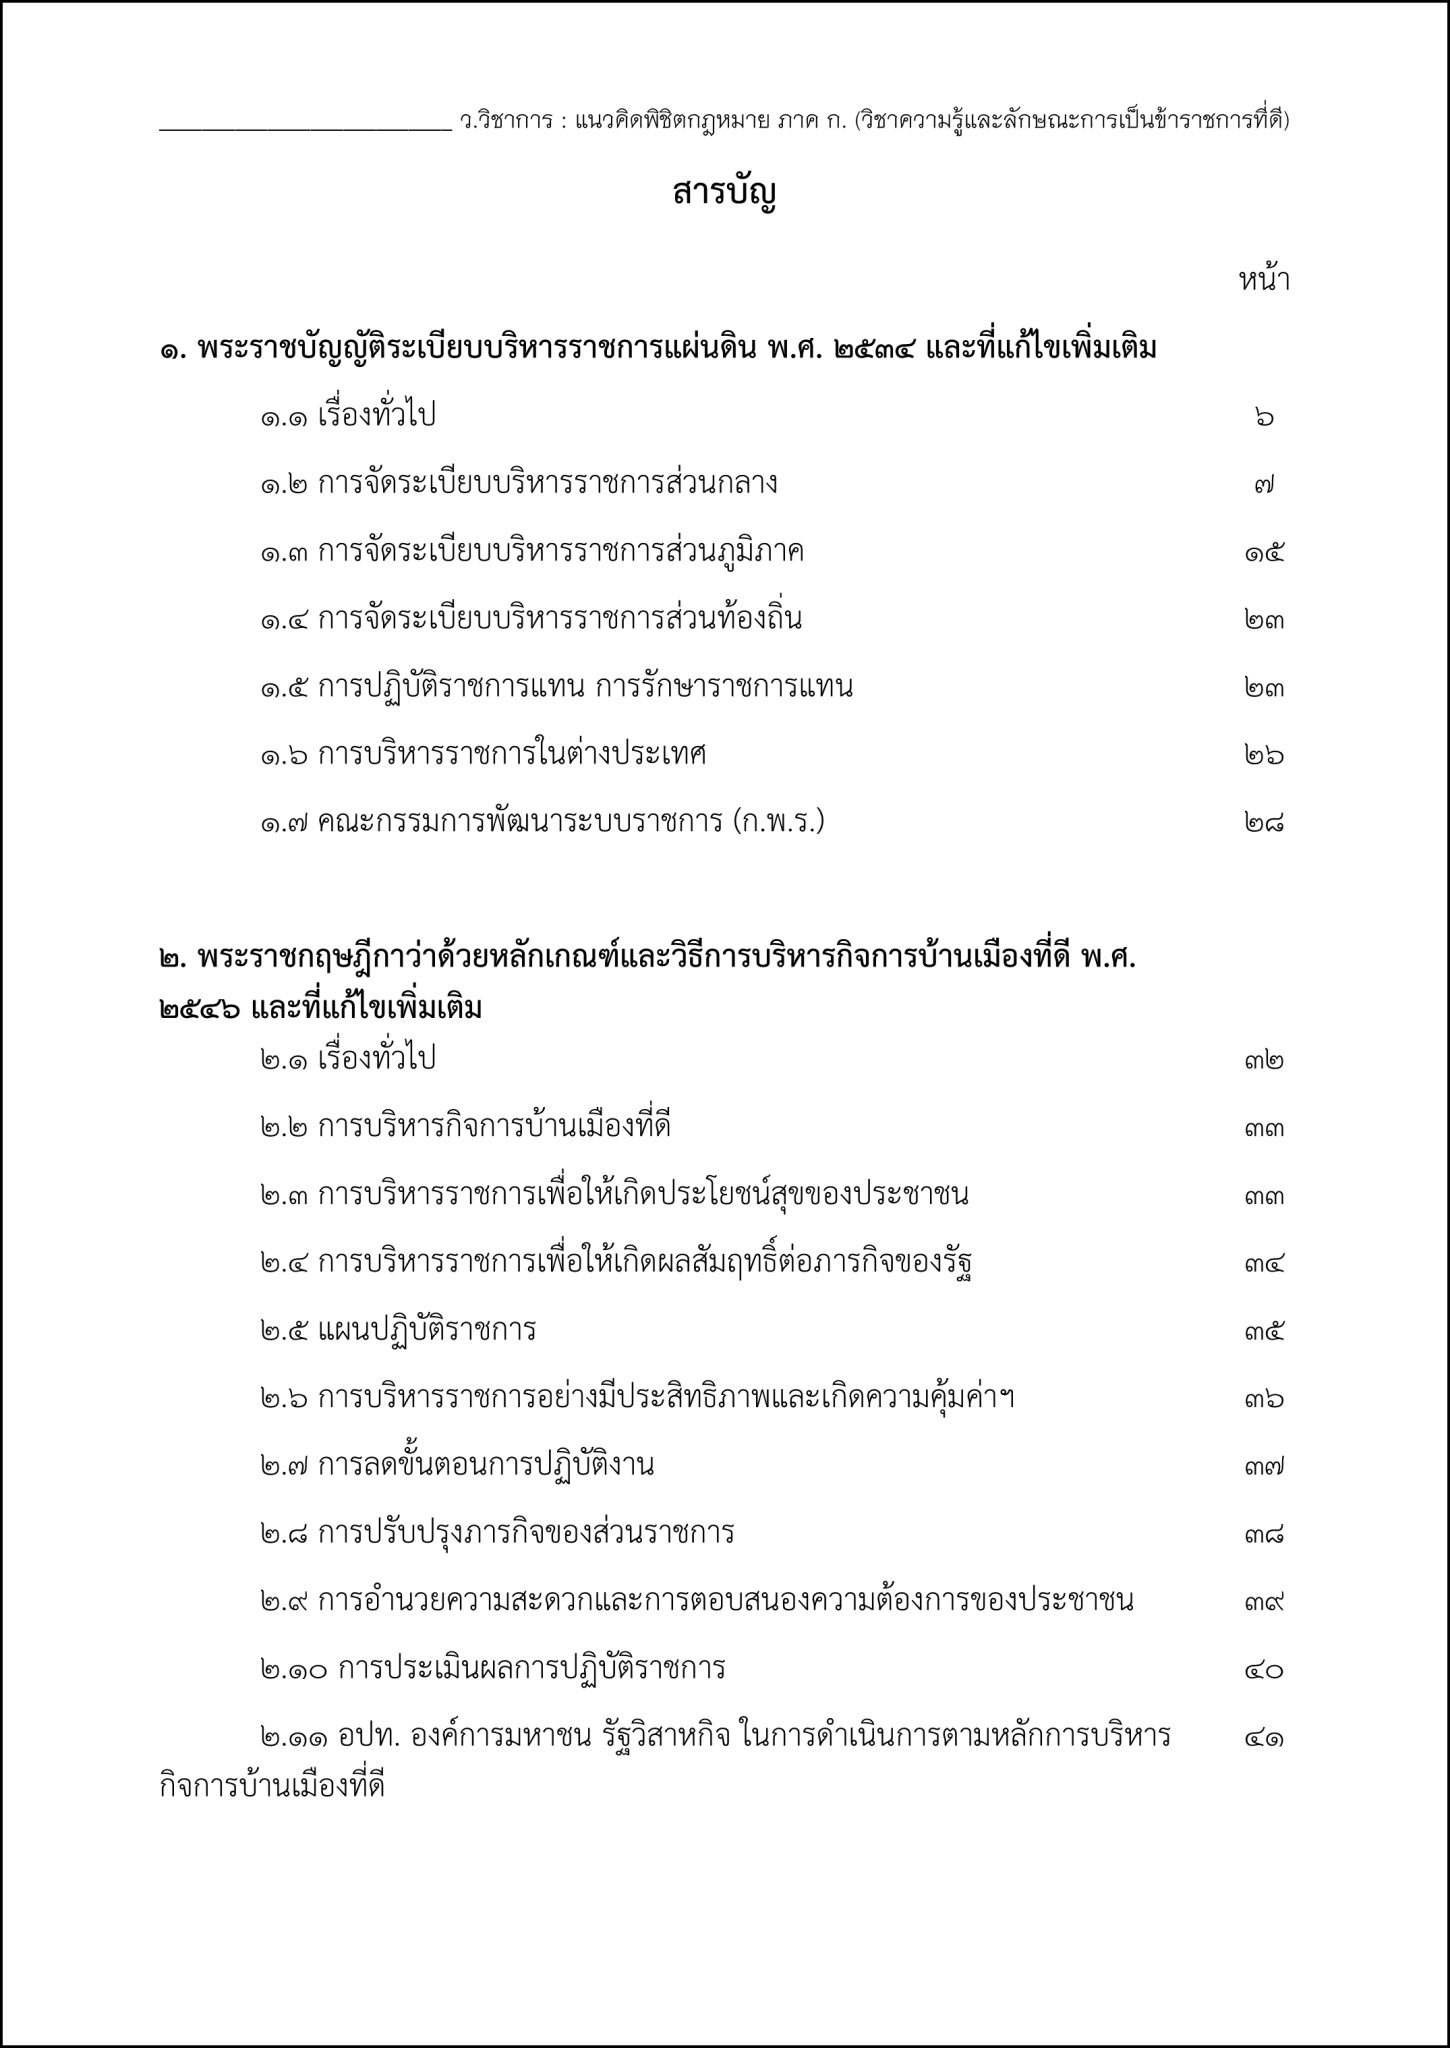 ______________________ ว.วิชาการ : แนวคิดพิชิตกฎหมาย ภาค ก. (วิชาความรู้และลักษณะการเป็นข้าราชการที่ดี)
สารบัญ
หน้า
๑. พระราชบัญญัติระเบียบบริหารราชการแผ่นดิน พ.ศ. ๒๕๓๔ และที่แก้ไขเพิ่มเติม
๑.๑ เรื่องทั่วไป ๖
๑.๒ การจัดระเบียบบริหารราชการส่วนกลาง ๗
๑.๓ การจัดระเบียบบริหารราชการส่วนภูมิภาค ๑๕
๑.๔ การจัดระเบียบบริหารราชการส่วนท้องถิ่น ๒๓
๑.๕ การปฏิบัติราชการแทน การรักษาราชการแทน ๒๓
๑.๖ การบริหารราชการในต่างประเทศ ๒๖
๑.๗ คณะกรรมการพัฒนาระบบราชการ (ก.พ.ร.) ๒๘
๒. พระราชกฤษฎีกาว่าด้วยหลักเกณฑ์และวิธีการบริหารกิจการบ้านเมืองที่ดี พ.ศ.
๒๕๔๖ และที่แก้ไขเพิ่มเติม
๒.๑ เรื่องทั่วไป ๓๒
๒.๒ การบริหารกิจการบ้านเมืองที่ดี ๓๓
๒.๓ การบริหารราชการเพื่อให้เกิดประโยชน์สุขของประชาชน ๓๓
๒.๔ การบริหารราชการเพื่อให้เกิดผลสัมฤทธิ์ต่อภารกิจของรัฐ ๓๔
๒.๕ แผนปฏิบัติราชการ ๓๕
๒.๖ การบริหารราชการอย่างมีประสิทธิภาพและเกิดความคุ้มค่าฯ ๓๖
๒.๗ การลดขั้นตอนการปฏิบัติงาน ๓๗
๒.๘ การปรับปรุงภารกิจของส่วนราชการ ๓๘
๒.๙ การอำนวยความสะดวกและการตอบสนองความต้องการของประชาชน ๓๙
๒.๑๐ การประเมินผลการปฏิบัติราชการ ๔๐
๒.๑๑ อปท. องค์การมหาชน รัฐวิสาหกิจ ในการดำเนินการตามหลักการบริหาร ๔๑
กิจการบ้านเมืองที่ดี